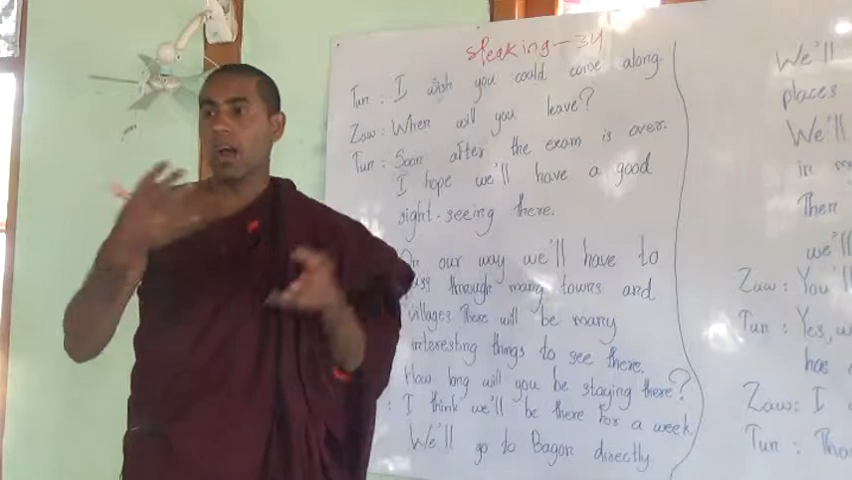 Speaking-34
Tun : I wish you could come along.
Zaw : When will you leave?
Tun : Soon after the exam is over.
I hope we'll have a good
sight-seeing there.
On our way we'll have to
pass through many towns and
villages. There will be many
interesting things to see there.
How long will you be staying there?
: I think we'll be there for a week.
We'll go to Bagan directly.
We'll
places
We'll
in
Then
we'll
Zaw : You'll
Tun : Yes,
has
Zaw : I
Tun :